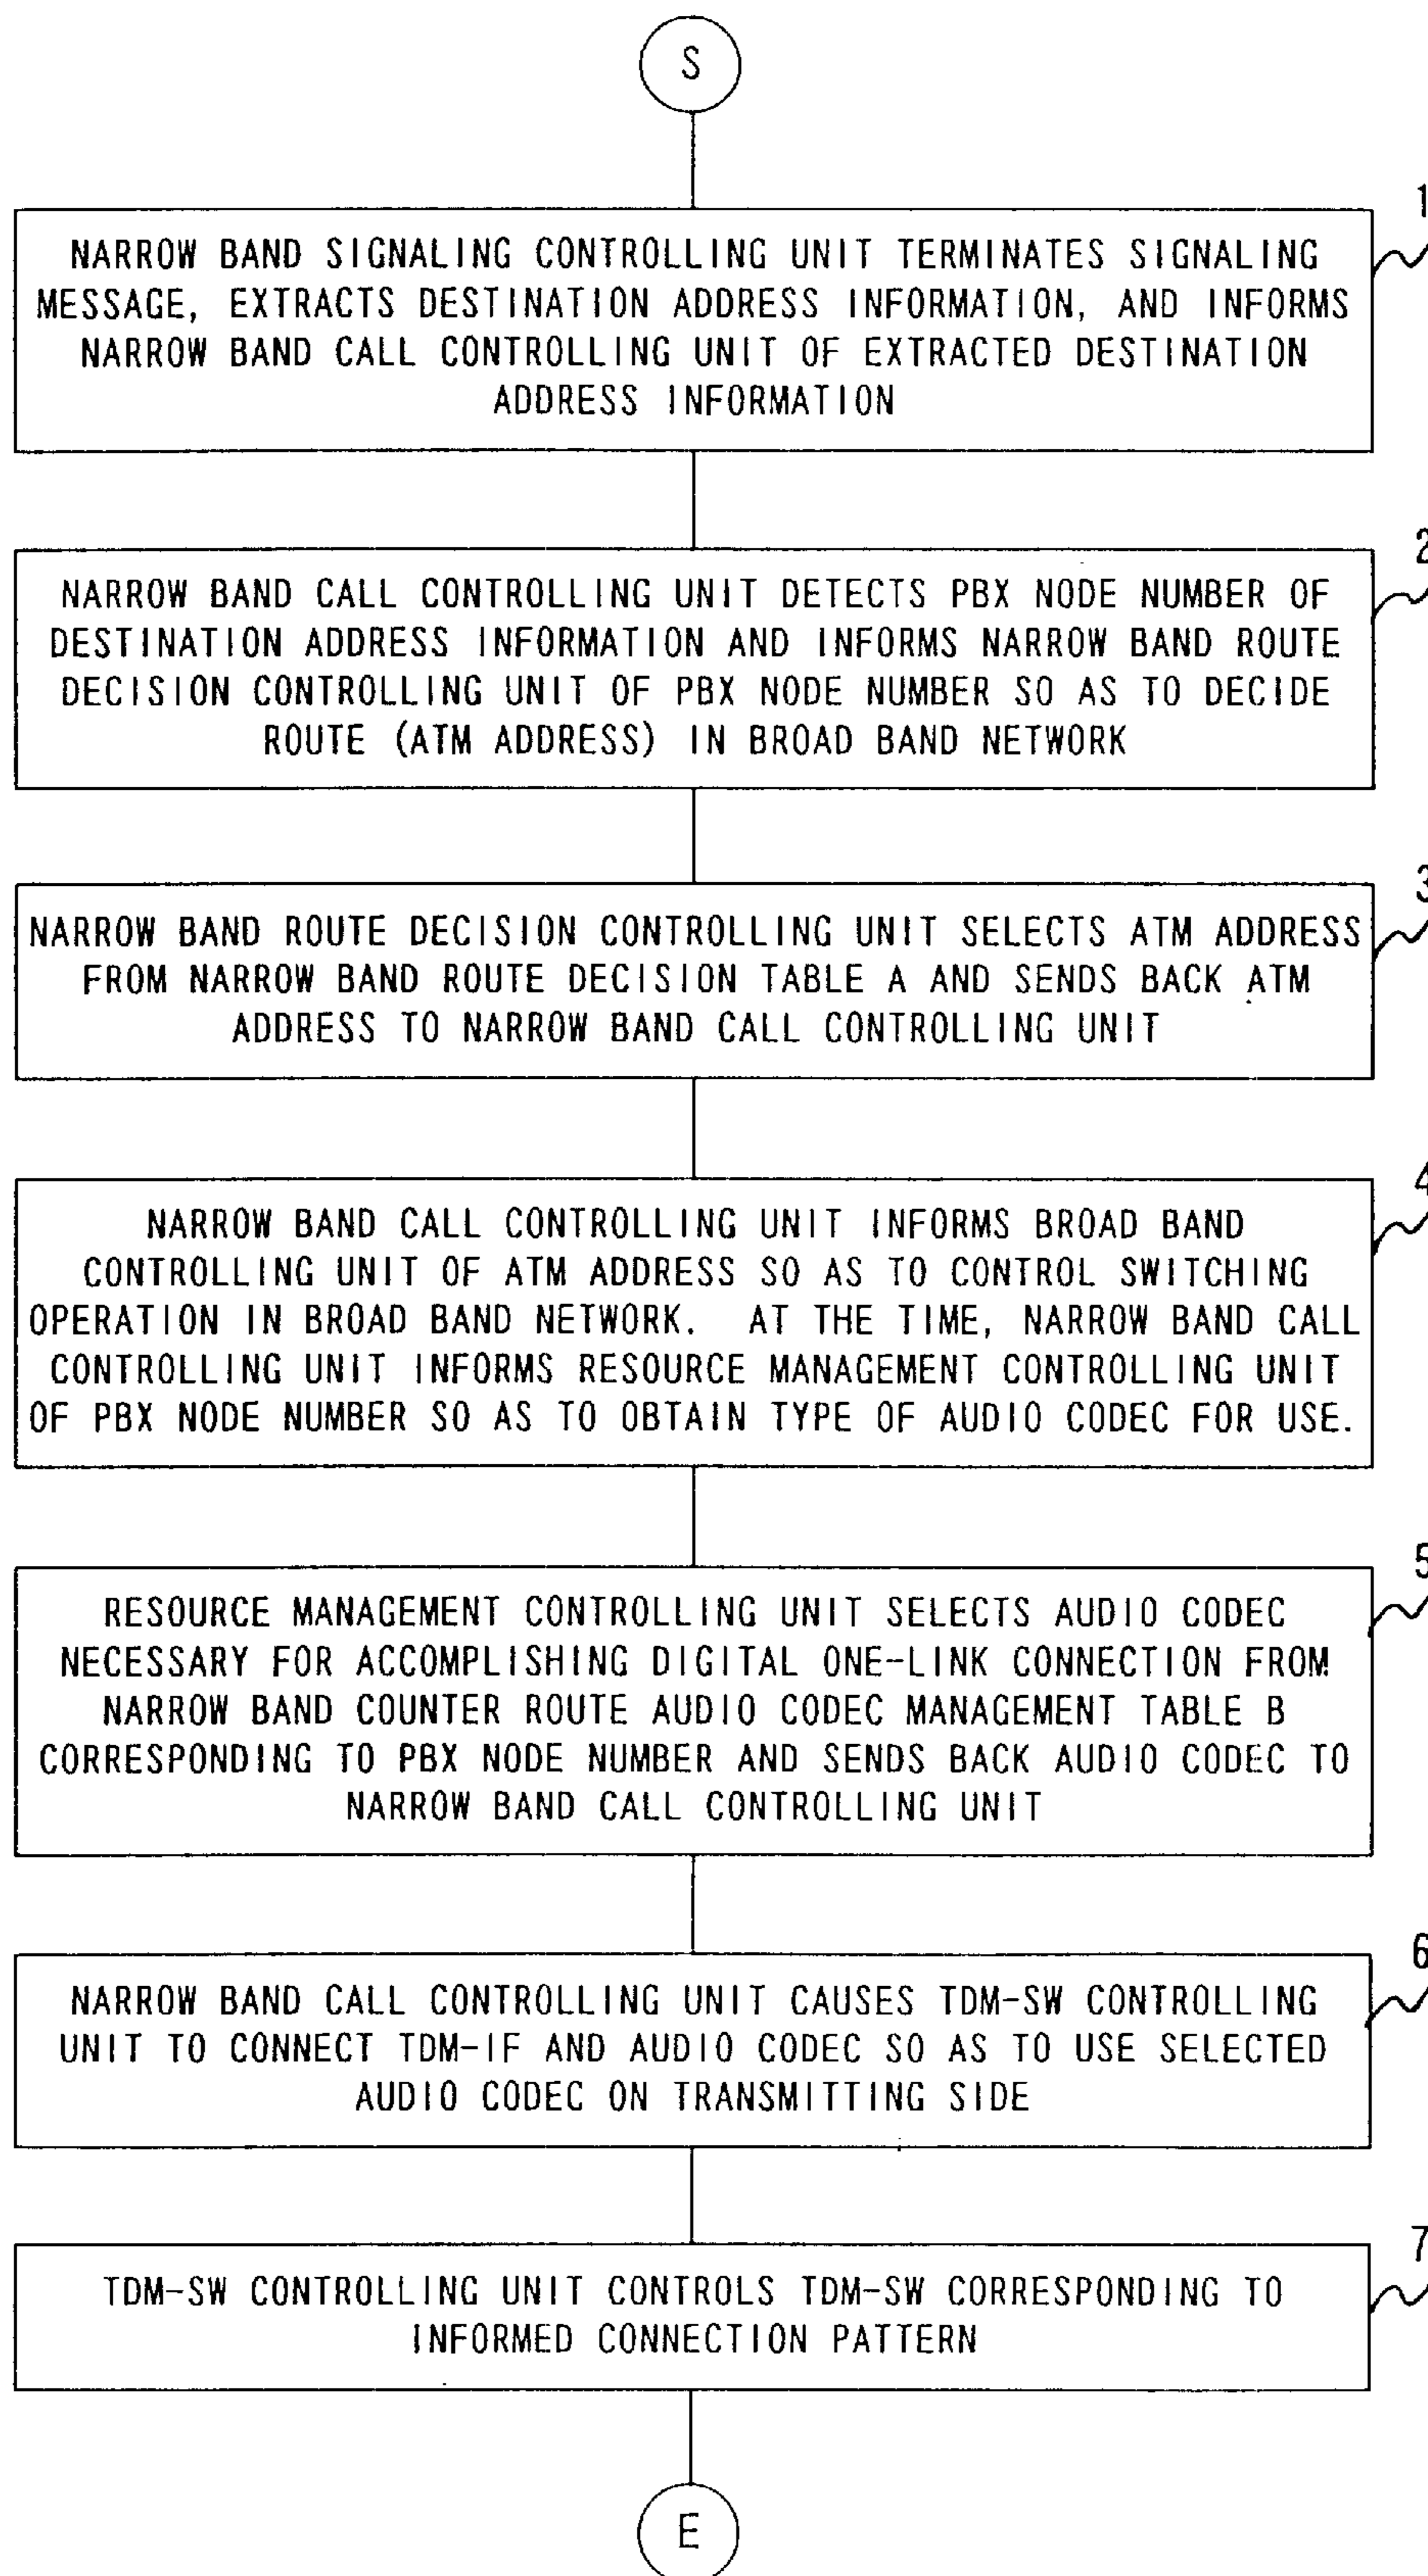 S
1
NARROW BAND SIGNALING CONTROLLING UNIT TERMINATES SIGNALING
MESSAGE, EXTRACTS DESTINATION ADDRESS INFORMATION, AND INFORMS
NARROW BAND CALL CONTROLLING UNIT OF EXTRACTED DESTINATION
ADDRESS INFORMATION
2
NARROW BAND CALL CONTROLLING UNIT DETECTS PBX NODE NUMBER OF
DESTINATION ADDRESS INFORMATION AND INFORMS NARROW BAND ROUTE
DECISION CONTROLLING UNIT OF PBX NODE NUMBER SO AS TO DECIDE
ROUTE (ATM ADDRESS) IN BROAD BAND NETWORK
3
NARROW BAND ROUTE DECISION CONTROLLING UNIT SELECTS ATM ADDRESS
FROM NARROW BAND ROUTE DECISION TABLE A AND SENDS BACK ATM
ADDRESS TO NARROW BAND CALL CONTROLLING UNIT
4
NARROW BAND CALL CONTROLLING UNIT INFORMS BROAD BAND
CONTROLLING UNIT OF ATM ADDRESS SO AS TO CONTROL SWITCHING
OPERATION IN BROAD BAND NETWORK. AT THE TIME, NARROW BAND CALL
CONTROLLING UNIT INFORMS RESOURCE MANAGEMENT CONTROLLING UNIT
OF PBX NODE NUMBER SO AS TO OBTAIN TYPE OF AUDIO CODEC FOR USE.
5
RESOURCE MANAGEMENT CONTROLLING UNIT SELECTS AUDIO CODEC
NECESSARY FOR ACCOMPLISHING DIGITAL ONE-LINK CONNECTION FROM
NARROW BAND COUNTER ROUTE AUDIO CODEC MANAGEMENT TABLE B
CORRESPONDING TO PBX NODE NUMBER AND SENDS BACK AUDIO CODEC TO
NARROW BAND CALL CONTROLLING UNIT
6
NARROW BAND CALL CONTROLLING UNIT CAUSES TDM-SW CONTROLLING
UNIT TO CONNECT TDM-IF AND AUDIO CODEC SO AS TO USE SELECTED
AUDIO CODEC ON TRANSMITTING SIDE
7
TDM-SW CONTROLLING UNIT CONTROLS TDM-SW CORRESPONDING TO
INFORMED CONNECTION PATTERN
E